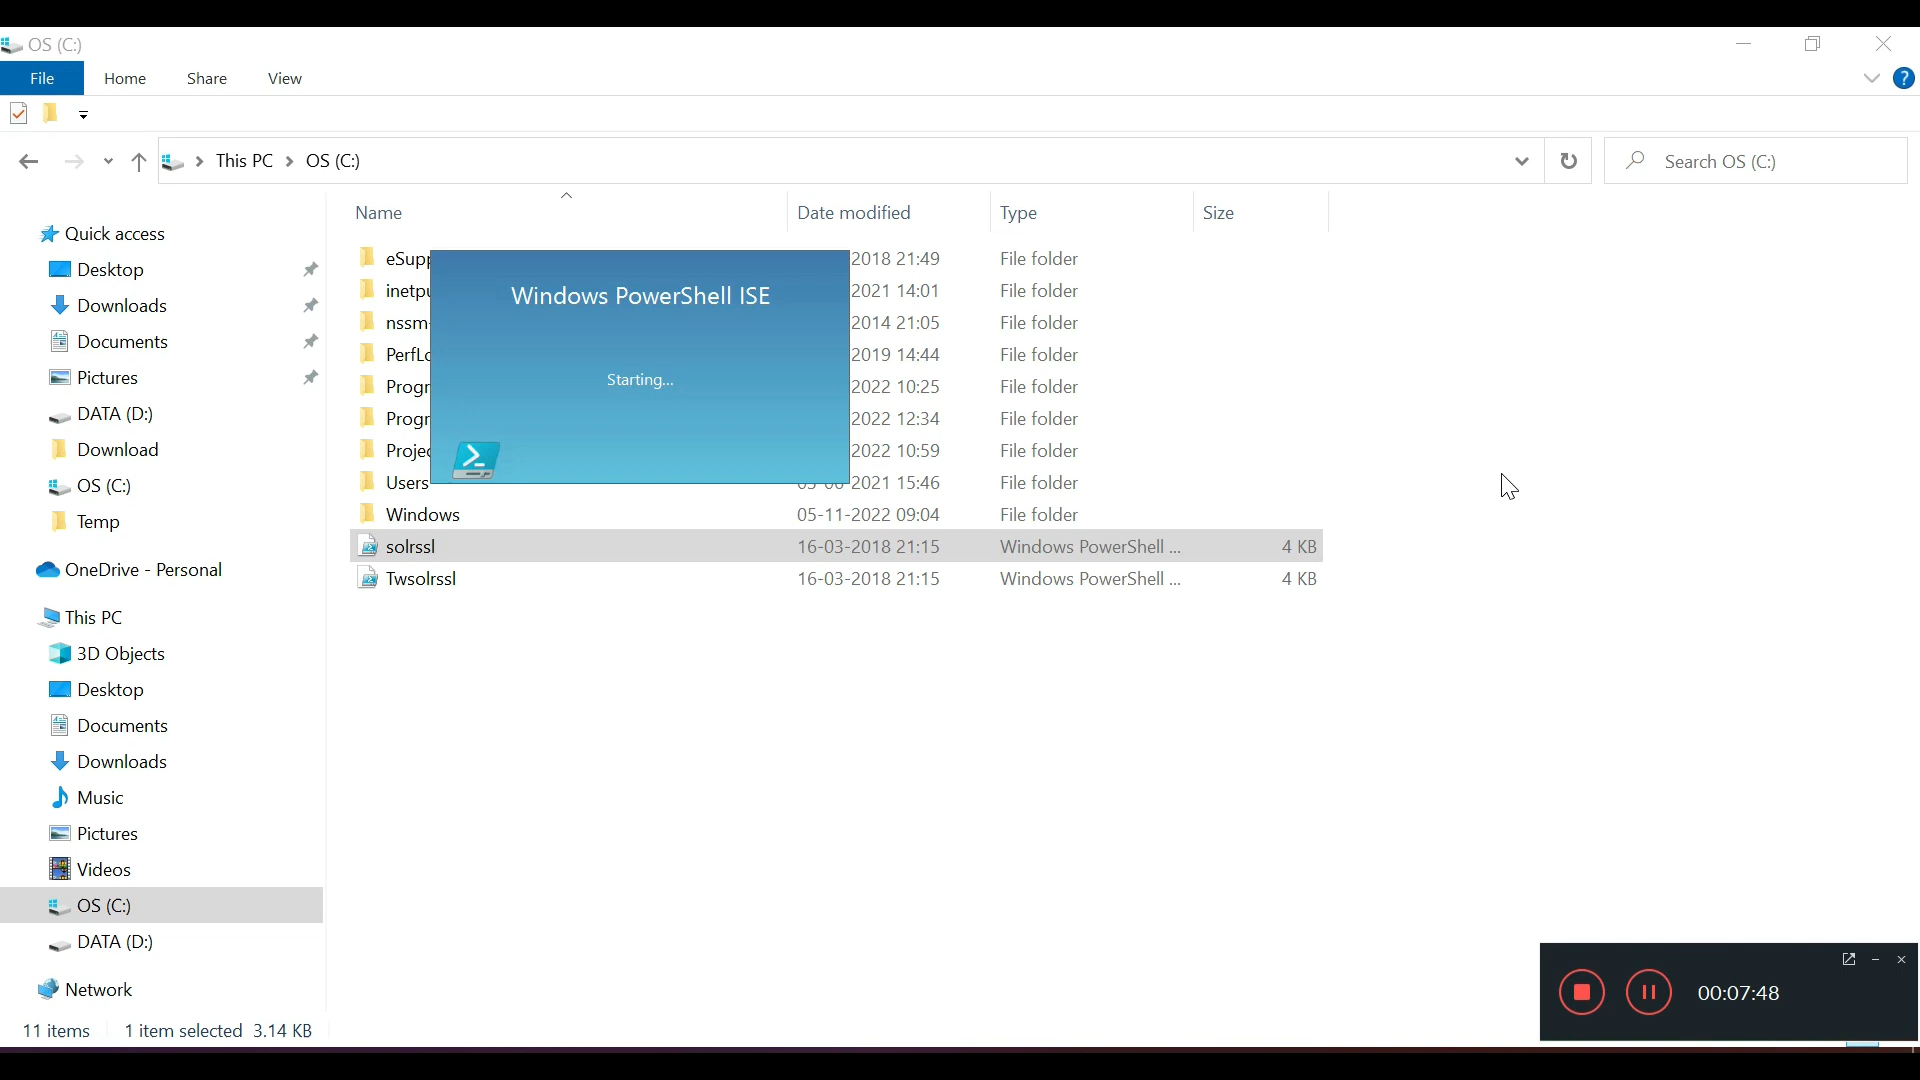 OS (C:)
File Home Share View
?
This PC OS (C:)
Search OS (C:)
Name Date modified Type Size
Quick access
Desktop
Downloads
Documents
Pictures
DATA (D:)
Download
OS (C:)
Temp
OneDrive - Personal
This PC
3D Objects
Desktop
Documents
Downloads
Music
Pictures
Videos
OS (C:)
DATA (D:)
Network
eSupp 2018 21:49 File folder
inetpu 2021 14:01 File folder
nssm- 2014 21:05 File folder
PerfLo 2019 14:44 File folder
Progr 2022 10:25 File folder
Progr 2022 12:34 File folder
Projec 2022 10:59 File folder
Users 2021 15:46 File folder
Windows 05-11-2022 09:04 File folder
solrssl 16-03-2018 21:15 Windows PowerShell ... 4 KB
Twsolrssl 16-03-2018 21:15 Windows PowerShell ... 4 KB
Windows PowerShell ISE
Starting...
00:07:48
11 items 1 item selected 3.14 KB